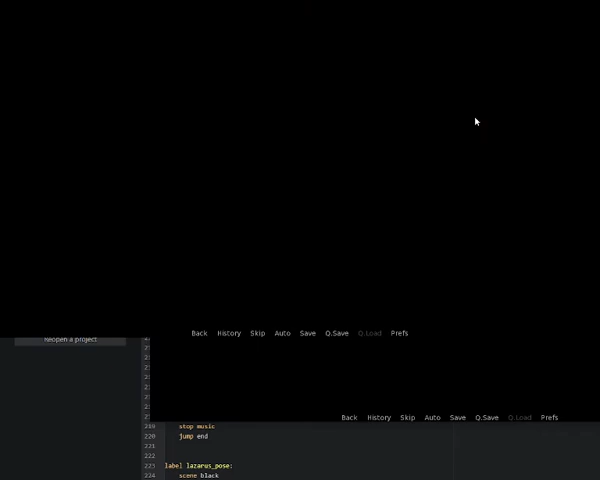 Back History Skip Auto Save Q.Save Q.Load Prefs
Reopen a project
Back History Skip Auto Save Q.Save Q.Load Prefs
219 stop music
220 jump end
221
222
223 label lazarus_pose:
224 scene black